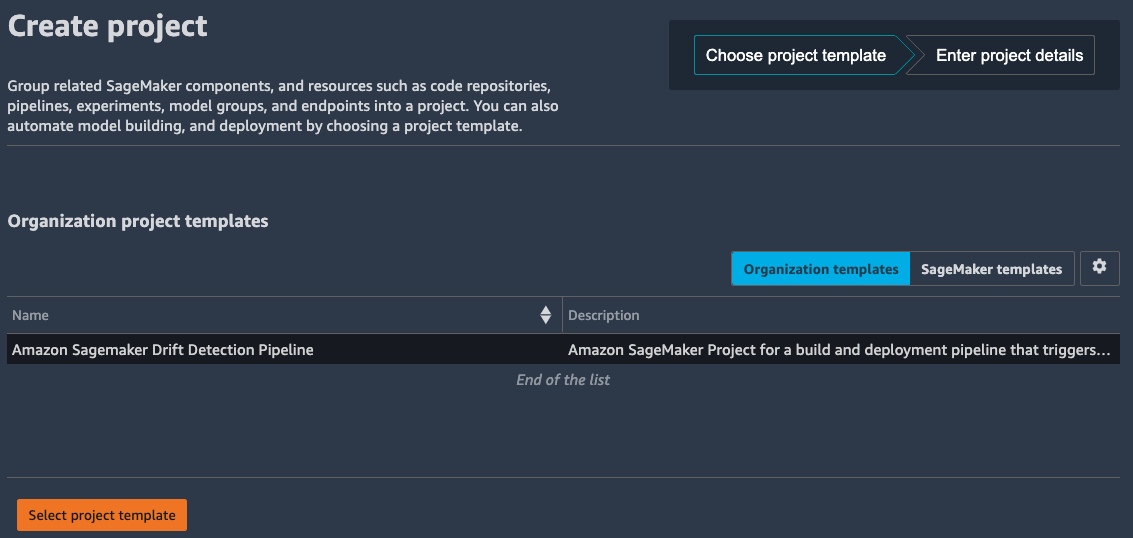 Create project
Choose project template
Enter project details
Group related SageMaker components, and resources such as code repositories,
pipelines, experiments, model groups, and endpoints into a project. You can also
automate model building, and deployment by choosing a project template.
Organization project templates
Organization templates
SageMaker templates
Name
Description
Amazon Sagemaker Drift Detection Pipeline
Amazon SageMaker Project for a build and deployment pipeline that triggers...
End of the list
Select project template